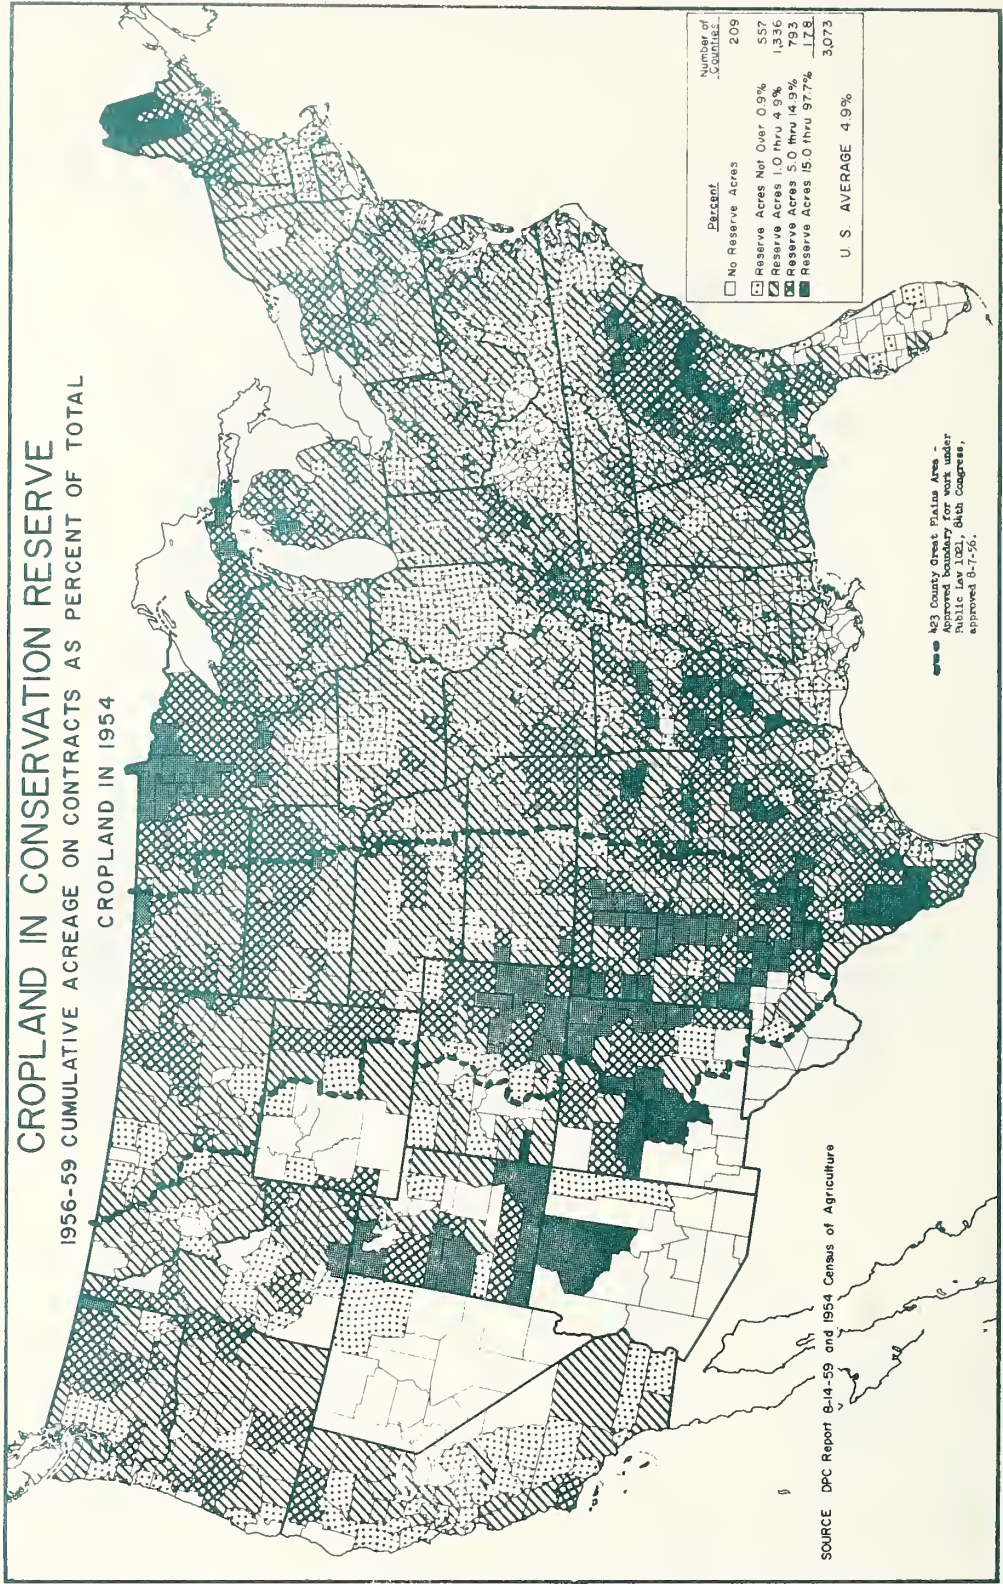 CROPLAND IN CONSERVATION RESERVE
1956-59 CUMULATIVE ACREAGE ON CONTRACTS AS PERCENT OF TOTAL
CROPLAND IN 1954
Percent Number of Counties
No Reserve Acres 209
Reserve Acres Not Over 0.9% 557
Reserve Acres 1.0 thru 4.9% 1,336
Reserve Acres 5.0 thru 14.9% 793
Reserve Acres 15.0 thru 97.7% 178
3,073
U. S. AVERAGE 4.9%
423 County Great Plains Area -
Approved boundary for work under
Public Law 1021, 84th Congress,
approved 8-7-56.
SOURCE DPC Report 8-14-59 and 1954 Census of Agriculture